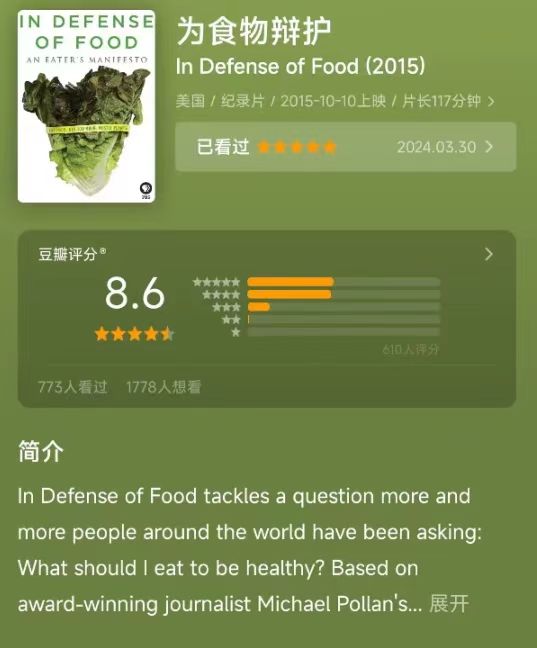 IN DEFENSE
OF FOOD
AN EATER'S MANIFESTO
PBS
为食物辩护
In Defense of Food (2015)
美国 / 纪录片 / 2015-10-10上映 / 片长117分钟 >
已看过 ★★★★★ 2024.03.30 >
豆瓣评分®
8.6
610人评分
773人看过 1778人想看
简介
In Defense of Food tackles a question more and
more people around the world have been asking:
What should I eat to be healthy? Based on
award-winning journalist Michael Pollan's... 展开